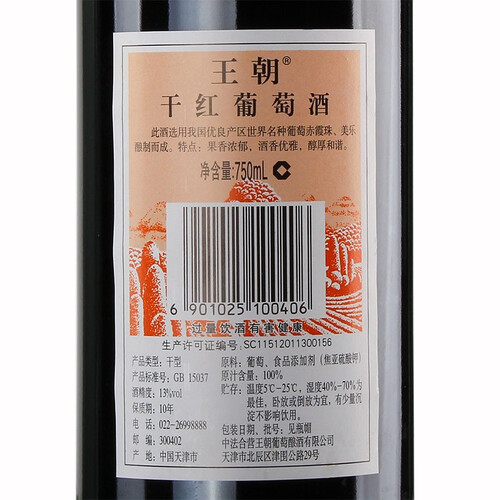 王朝®
干红葡萄酒
此酒选用我国优良产区世界名种葡萄赤霞珠、美乐
酿制而成。特点：果香浓郁，酒香优雅，醇厚和谐。
净含量:750mL
6 901025 100406
过量饮酒有害健康
生产许可证编号:SC11512011300156
产品类型：干型
产品标准号：GB 15037
酒精度：13%vol
保质期：10年
电话：022-26998888
邮编：300402
产地：中国天津市
原料：葡萄、食品添加剂（焦亚硫酸钾）
原汁含量：100%
贮存：温度5℃-25℃，湿度40%-70%为
最佳，卧放或倒放为宜，有少量沉
淀不影响饮用。
包装日期、批号：见瓶帽
中法合营王朝葡萄酿酒有限公司
天津市北辰区津围公路29号